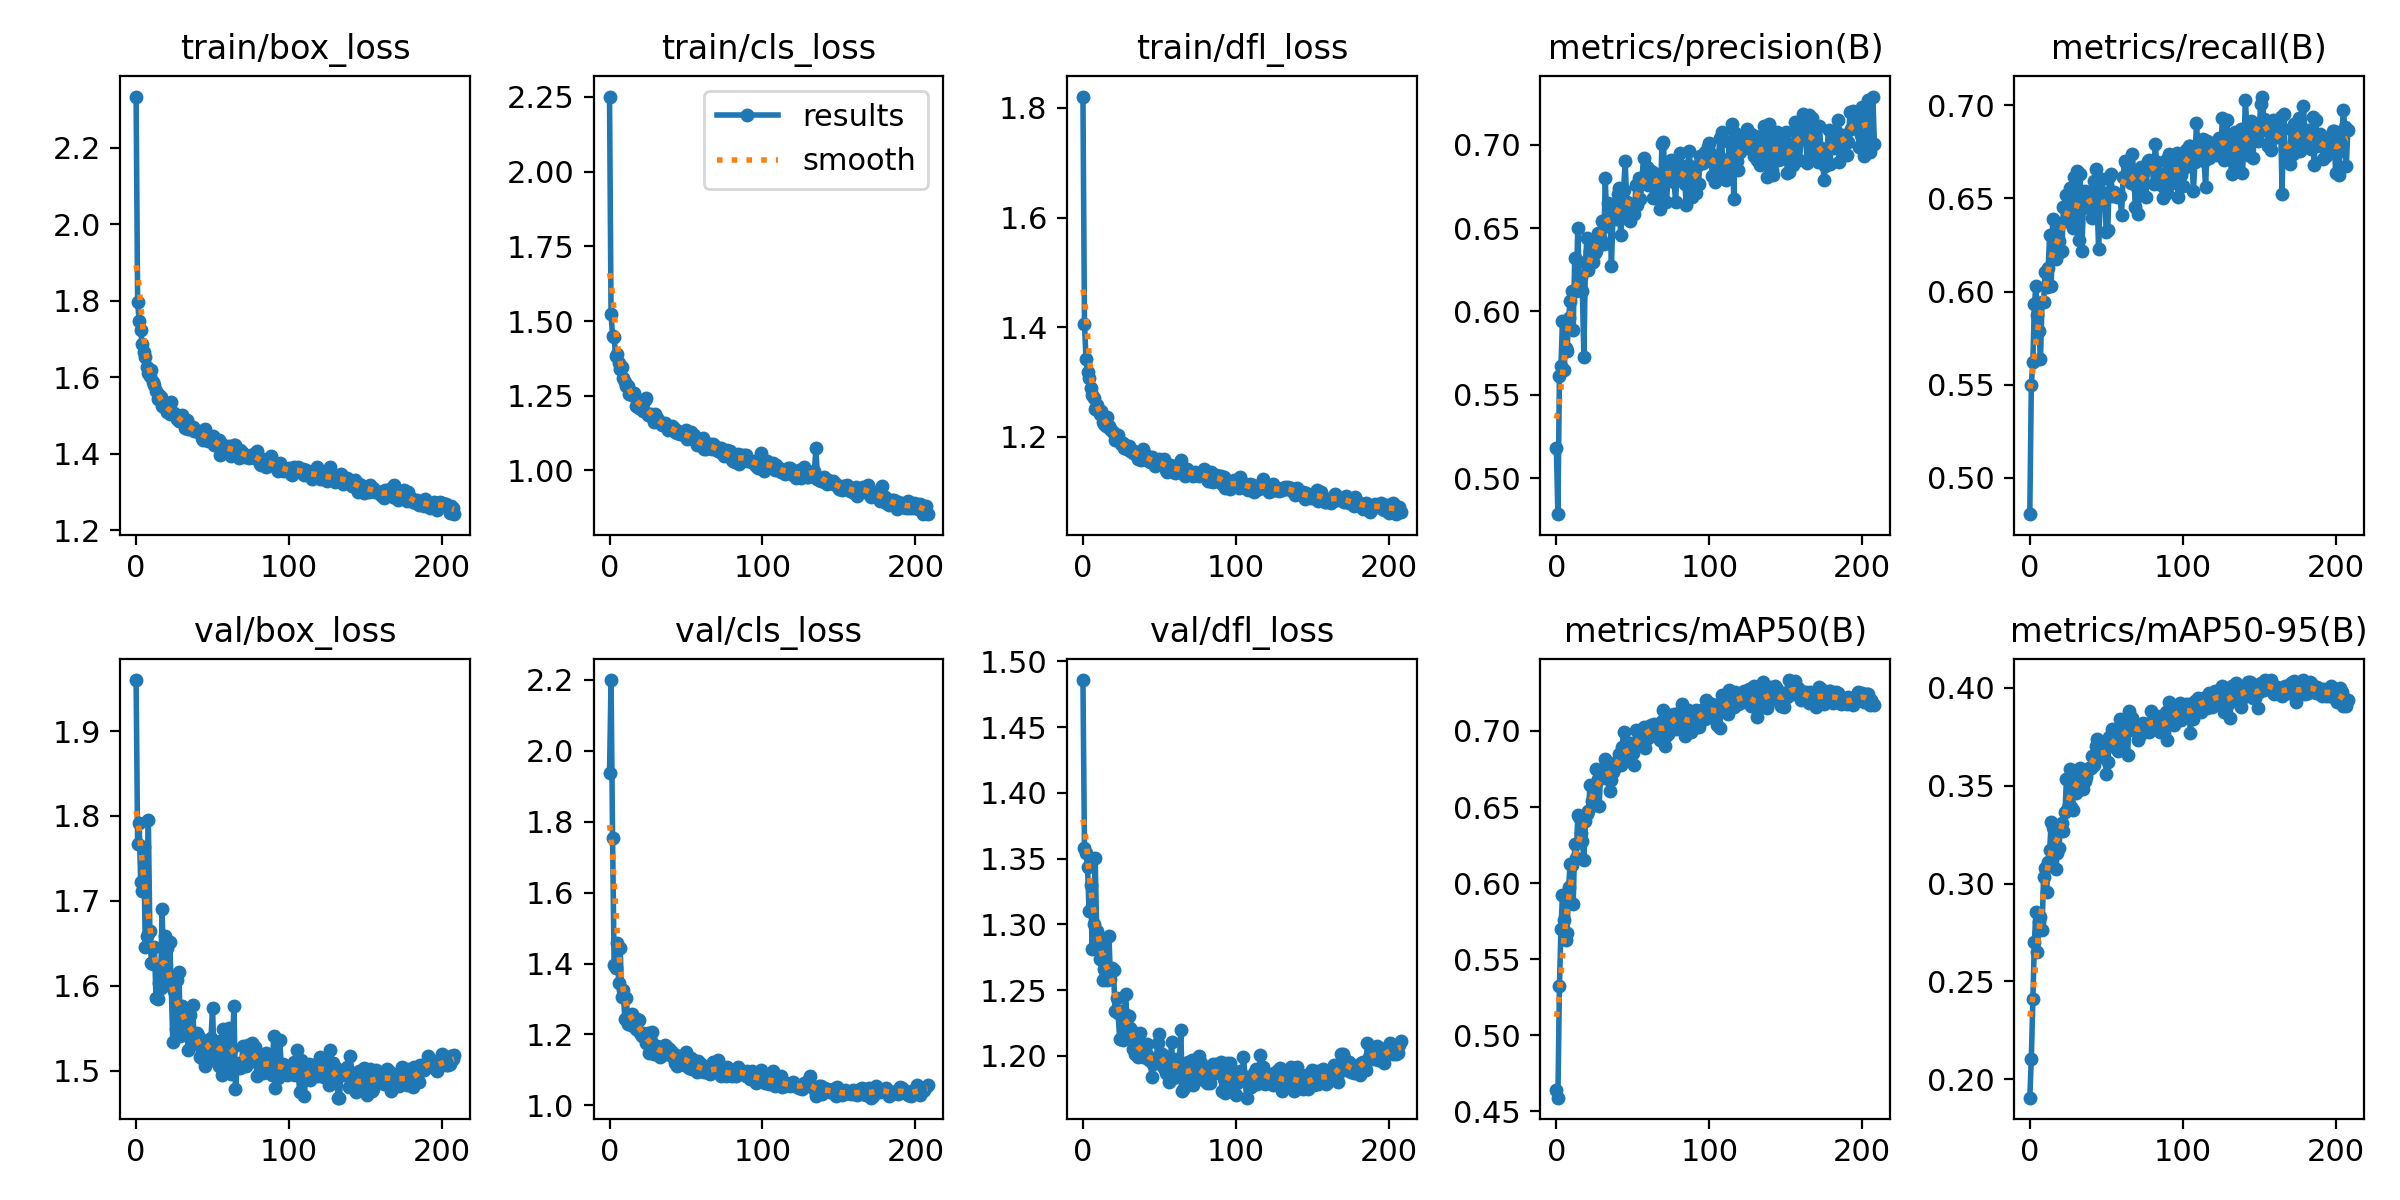 train/box_loss
2.2
2.0
1.8
1.6
1.4
1.2
0 100 200
train/cls_loss
results
smooth
2.25
2.00
1.75
1.50
1.25
1.00
0 100 200
train/dfl_loss
1.8
1.6
1.4
1.2
0 100 200
metrics/precision(B)
0.70
0.65
0.60
0.55
0.50
0 100 200
metrics/recall(B)
0.70
0.65
0.60
0.55
0.50
0 100 200
val/box_loss
1.9
1.8
1.7
1.6
1.5
0 100 200
val/cls_loss
2.2
2.0
1.8
1.6
1.4
1.2
1.0
0 100 200
val/dfl_loss
1.50
1.45
1.40
1.35
1.30
1.25
1.20
0 100 200
metrics/mAP50(B)
0.70
0.65
0.60
0.55
0.50
0.45
0 100 200
metrics/mAP50-95(B)
0.40
0.35
0.30
0.25
0.20
0 100 200